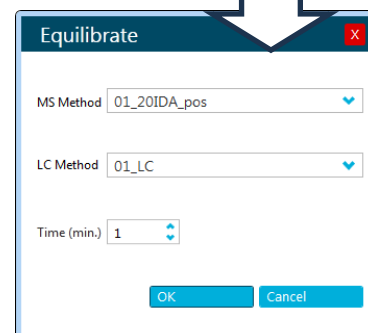 Equilibrate
X
MS Method 01_20IDA_pos
LC Method 01_LC
Time (min.) 1
OK Cancel